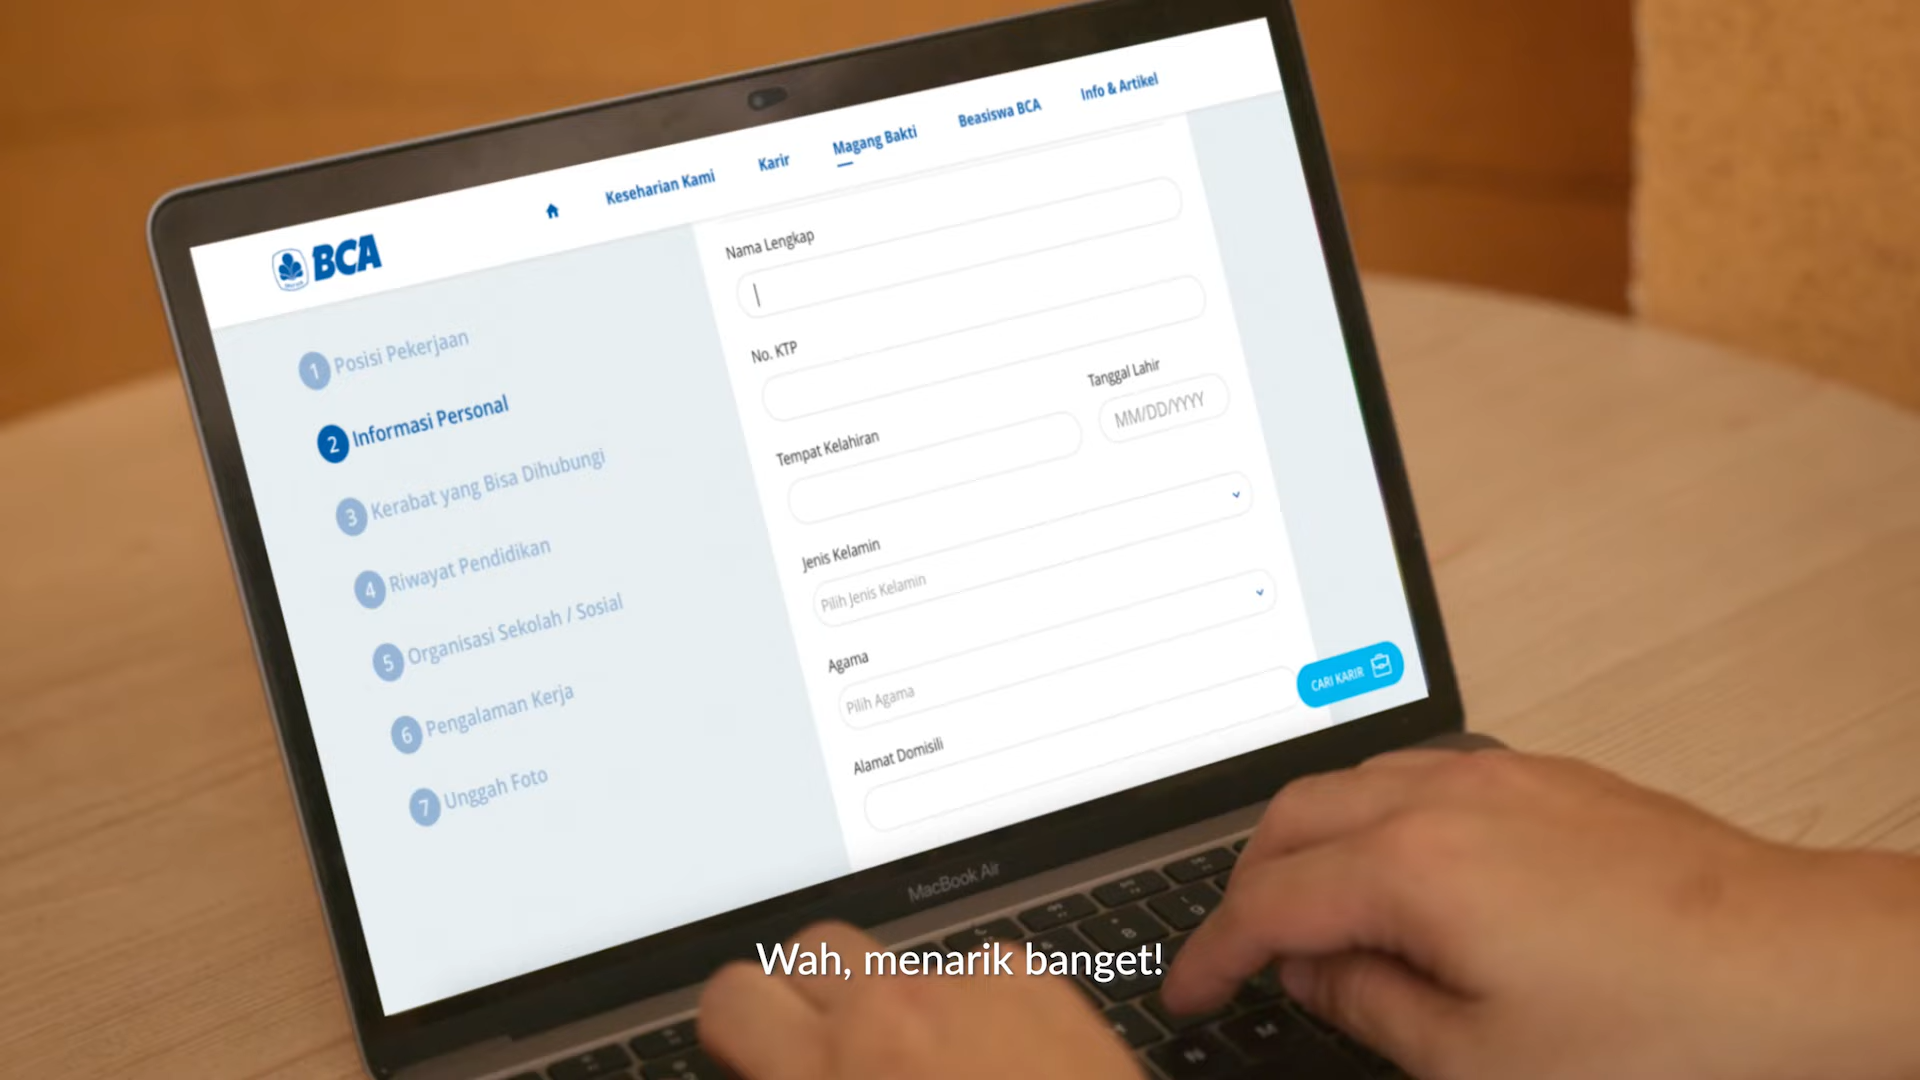 BCA
Keseharian Kami
Karir
Magang Bakti
Beasiswa BCA
Info & Artikel
1 Posisi Pekerjaan
2 Informasi Personal
3 Kerabat yang Bisa Dihubungi
4 Riwayat Pendidikan
5 Organisasi Sekolah / Sosial
6 Pengalaman Kerja
7 Unggah Foto
Nama Lengkap
No. KTP
Tempat Kelahiran
Tanggal Lahir
MM/DD/YYYY
Jenis Kelamin
Pilih Jenis Kelamin
Agama
Pilih Agama
Alamat Domisili
CARI KARIR
MacBook Air
Wah, menarik banget!